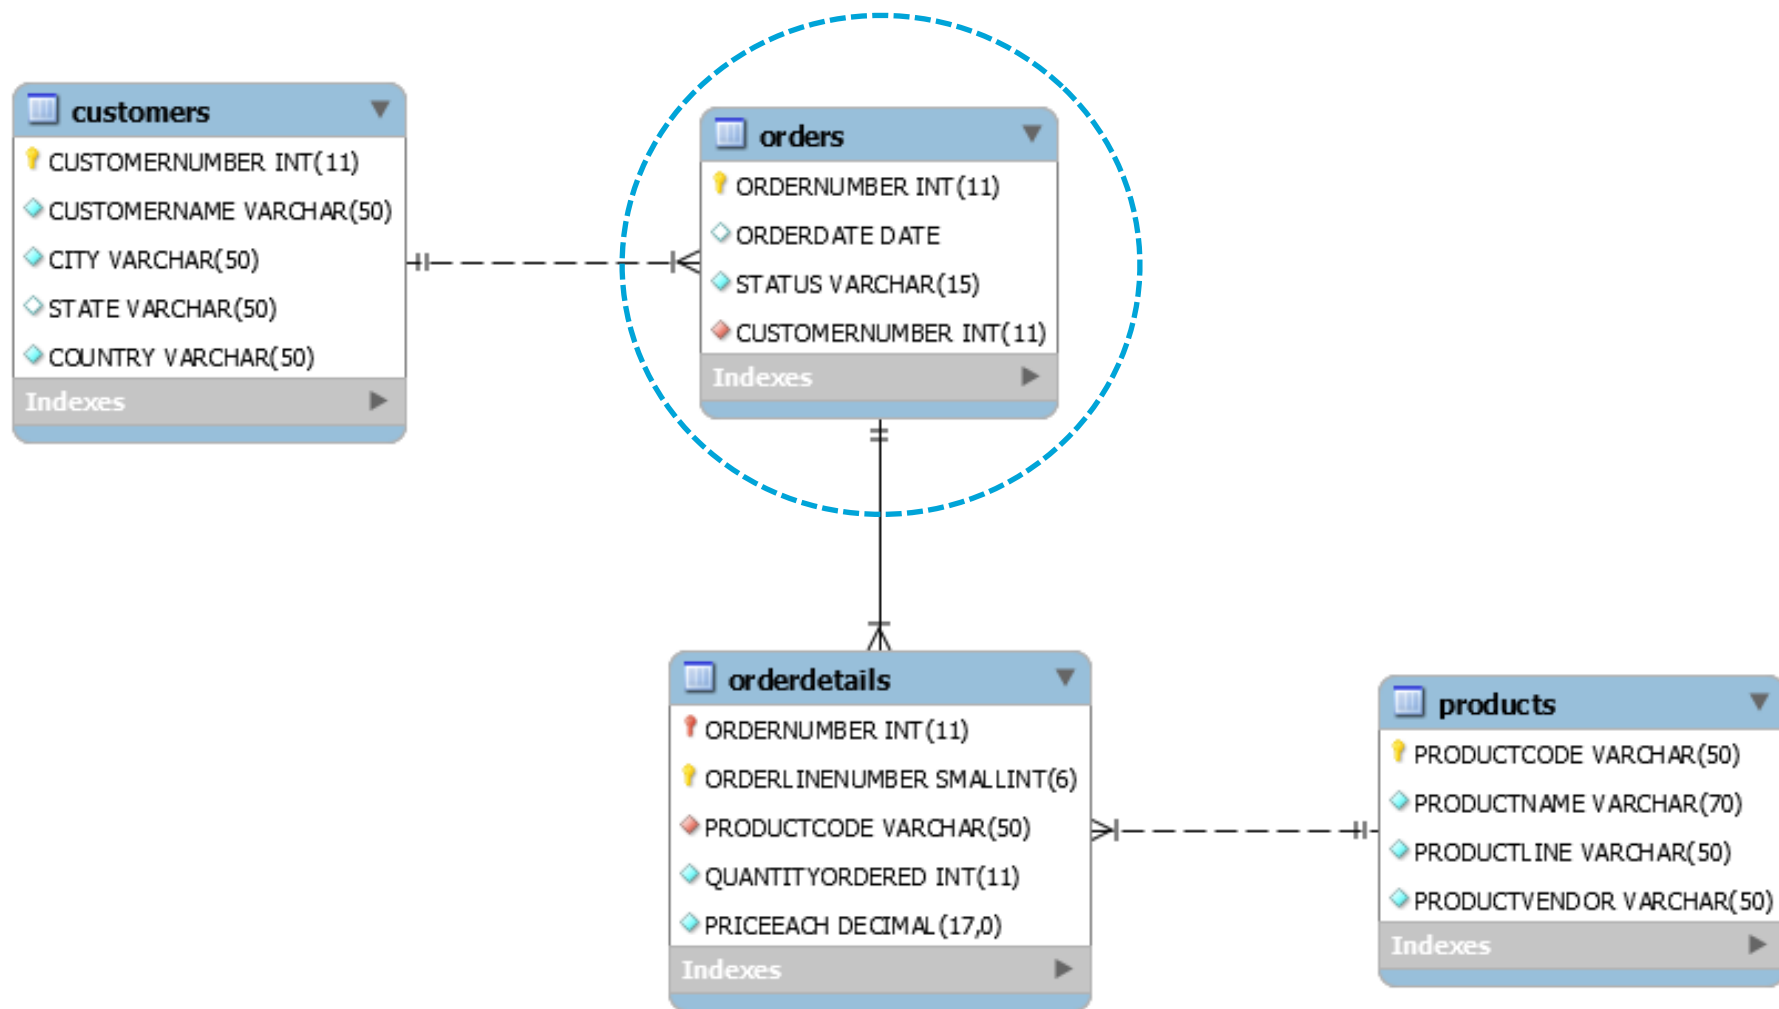 customers
CUSTOMERNUMBER INT(11)
CUSTOMERNAME VARCHAR(50)
CITY VARCHAR(50)
STATE VARCHAR(50)
COUNTRY VARCHAR(50)
Indexes
orders
ORDERNUMBER INT(11)
ORDERDATE DATE
STATUS VARCHAR(15)
CUSTOMERNUMBER INT(11)
Indexes
orderdetails
ORDERNUMBER INT(11)
ORDERLINENUMBER SMALLINT(6)
PRODUCTCODE VARCHAR(50)
QUANTITYORDERED INT(11)
PRICEEACH DECIMAL(17,0)
Indexes
products
PRODUCTCODE VARCHAR(50)
PRODUCTNAME VARCHAR(70)
PRODUCTLINE VARCHAR(50)
PRODUCTVENDOR VARCHAR(50)
Indexes